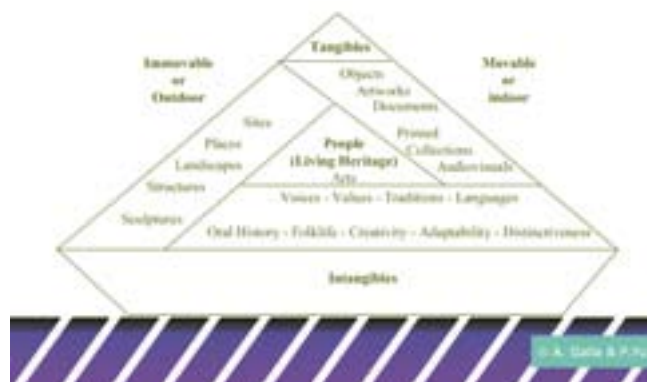 Tangibles
Immovable
or
Outdoor
Movable
or
indoor
Objects
Artworks
Documents
Printed
Collections
Audiovisuals
Sites
Places
Landscapes
Structures
Sculptures
People
(Living Heritage)
Arts
Voices - Values - Traditions - Languages
Oral History - Folklife - Creativity - Adaptability - Distinctiveness
Intangibles
© A. Galla &